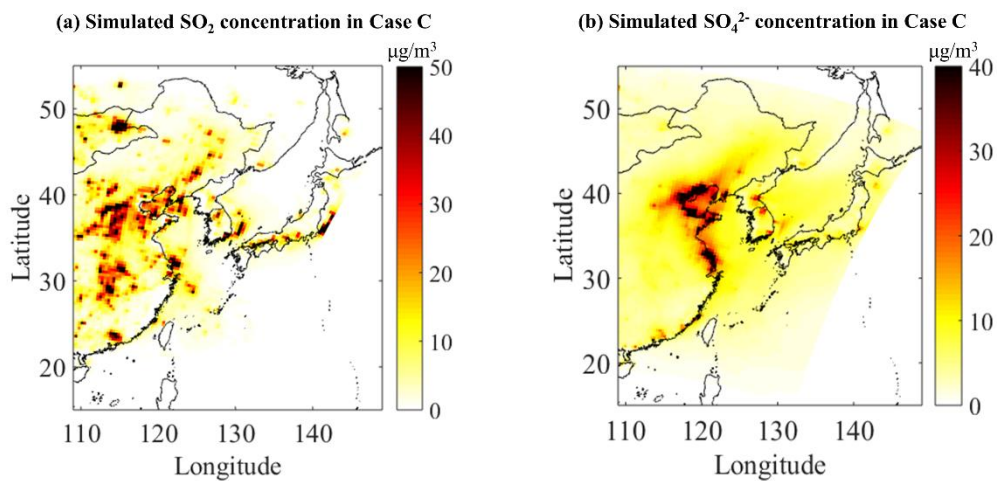 (a) Simulated SO₂ concentration in Case C
μg/m³
50
40
30
20
10
0
50
40
30
20
Latitude
110 120 130 140
Longitude
(b) Simulated SO₄²⁻ concentration in Case C
μg/m³
40
30
20
10
0
50
40
30
20
Latitude
110 120 130 140
Longitude